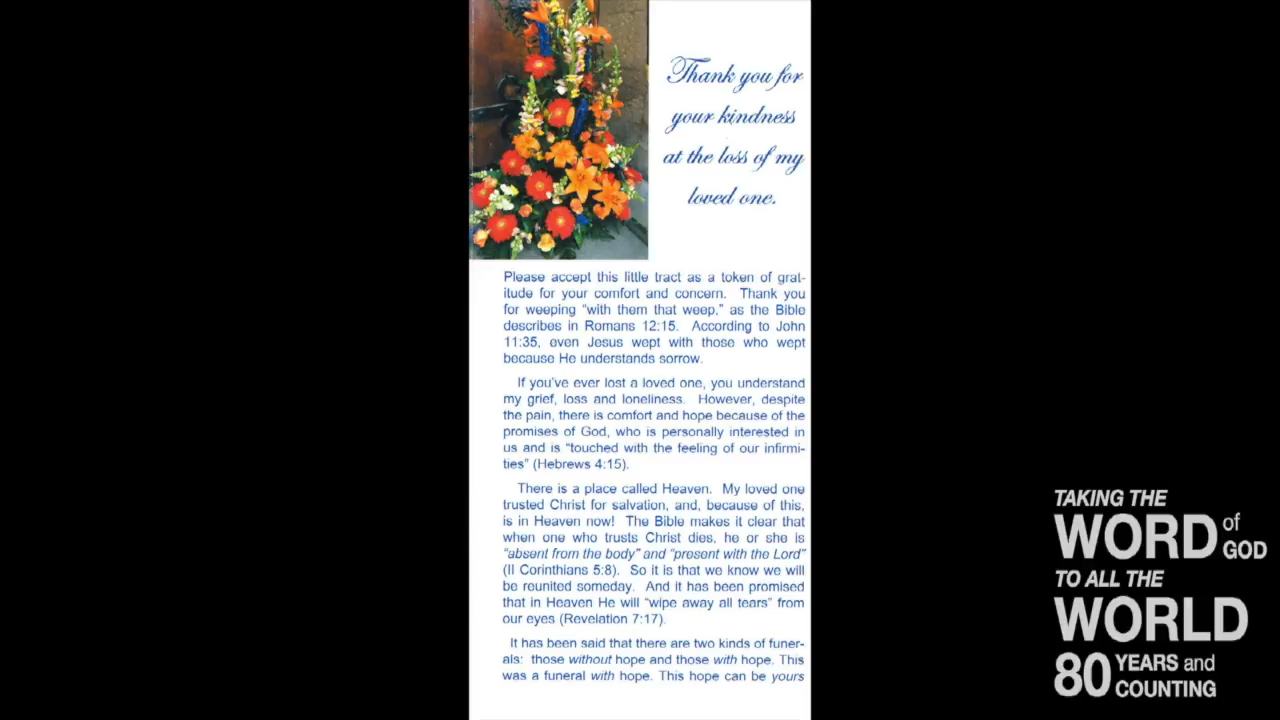 Thank you for
your kindness
at the loss of my
loved one.
Please accept this little tract as a token of grat-
itude for your comfort and concern. Thank you
for weeping “with them that weep,” as the Bible
describes in Romans 12:15. According to John
11:35, even Jesus wept with those who wept
because He understands sorrow.
If you’ve ever lost a loved one, you understand
my grief, loss and loneliness. However, despite
the pain, there is comfort and hope because of the
promises of God, who is personally interested in
us and is “touched with the feeling of our infirmi-
ties” (Hebrews 4:15).
There is a place called Heaven. My loved one
trusted Christ for salvation, and, because of this,
is in Heaven now! The Bible makes it clear that
when one who trusts Christ dies, he or she is
“absent from the body” and “present with the Lord”
(II Corinthians 5:8). So it is that we know we will
be reunited someday. And it has been promised
that in Heaven He will “wipe away all tears” from
our eyes (Revelation 7:17).
It has been said that there are two kinds of funer-
als: those without hope and those with hope. This
was a funeral with hope. This hope can be yours
TAKING THE
WORD of GOD
TO ALL THE
WORLD
80 YEARS and
COUNTING